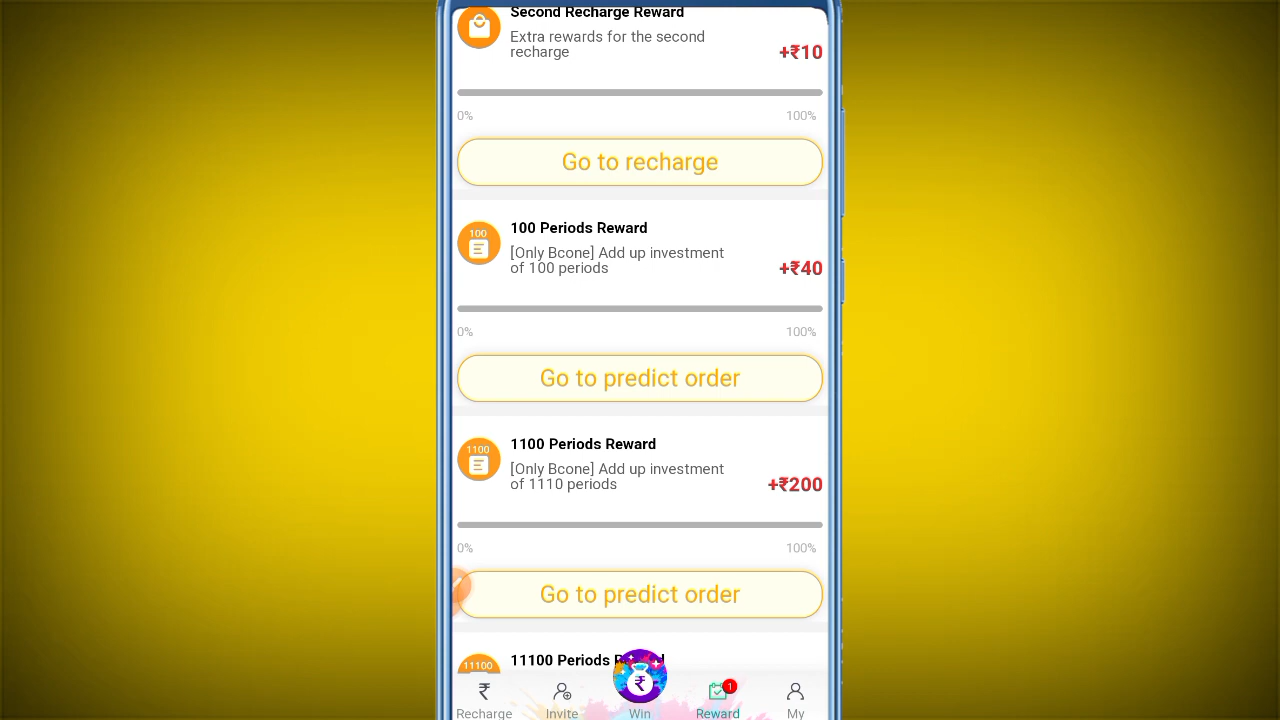 Second Recharge Reward
Extra rewards for the second
recharge
+₹10
0%
100%
Go to recharge
100
100 Periods Reward
[Only Bcone] Add up investment
of 100 periods
+₹40
0%
100%
Go to predict order
1100
1100 Periods Reward
[Only Bcone] Add up investment
of 1110 periods
+₹200
0%
100%
Go to predict order
11100
11100 Periods
₹
₹
1
Recharge
Invite
Win
Reward
My